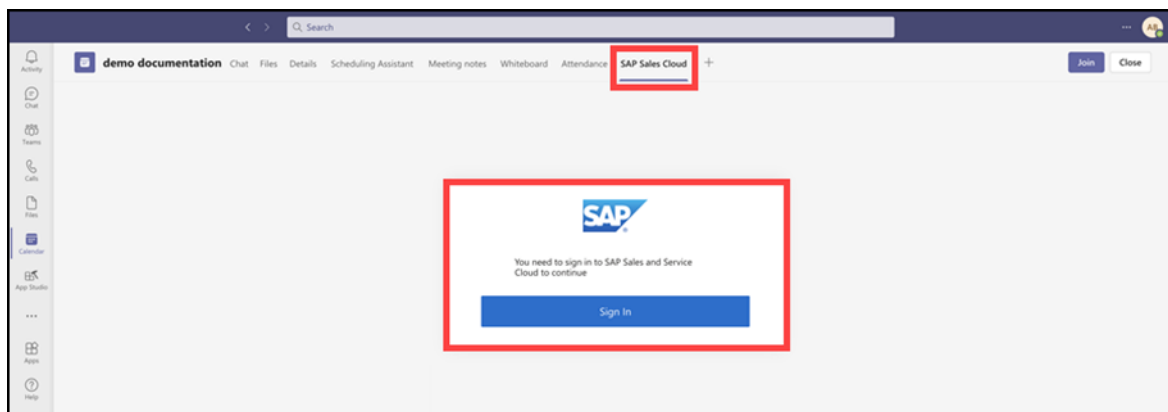 Search
AB
Activity
demo documentation Chat Files Details Scheduling Assistant Meeting notes Whiteboard Attendance SAP Sales Cloud
Join
Close
Chat
Teams
Calls
Files
Calendar
App Studio
Apps
Help
SAP
You need to sign in to SAP Sales and Service
Cloud to continue
Sign In